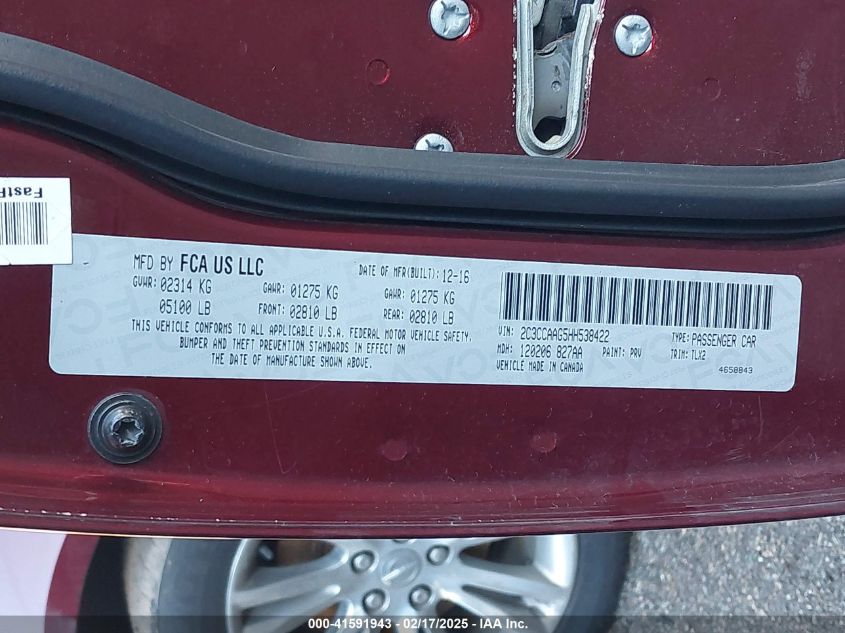 FastP
MFD BY FCA US LLC
DATE OF MFR(BUILT): 12-16
GVWR: 02314 KG GAWR: 01275 KG GAWR: 01275 KG
05100 LB FRONT: 02810 LB REAR: 02810 LB
THIS VEHICLE CONFORMS TO ALL APPLICABLE U.S.A. FEDERAL MOTOR VEHICLE SAFETY,
BUMPER AND THEFT PREVENTION STANDARDS IN EFFECT ON
THE DATE OF MANUFACTURE SHOWN ABOVE.
VIN: 2C3CCAAG5HH538422 TYPE: PASSENGER CAR
MDH: 120206 827AA PAINT: PRV TRIM: TLX2
VEHICLE MADE IN CANADA 4658843
000-41591943 — 02/17/2025 — IAA, Inc.